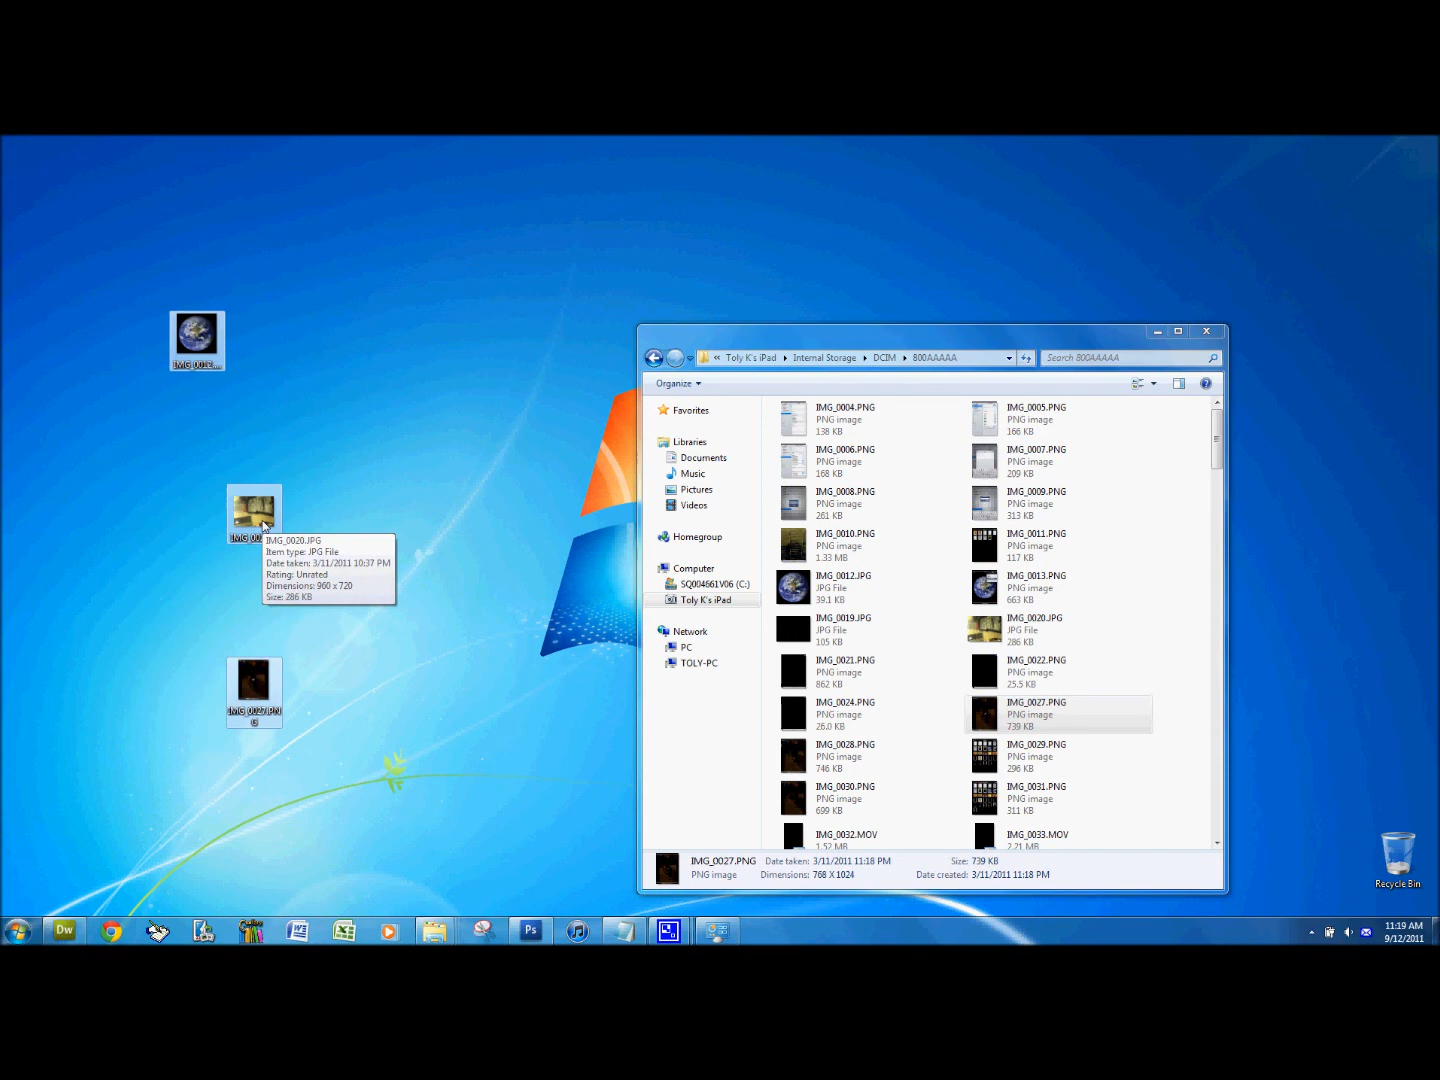 IMG_0012....
IMG_0020.JPG
Item type: JPG File
Date taken: 3/11/2011 10:37 PM
Rating: Unrated
Dimensions: 960 x 720
Size: 286 KB
IMG_0027.PN
G
« Toly K's iPad Internal Storage DCIM 800AAAAA
Search 800AAAAA
Organize
Favorites
Libraries
Documents
Music
Pictures
Videos
Homegroup
Computer
SQ004661V06 (C:)
Toly K's iPad
Network
PC
TOLY-PC
IMG_0004.PNG
PNG image
138 KB
IMG_0005.PNG
PNG image
166 KB
IMG_0006.PNG
PNG image
168 KB
IMG_0007.PNG
PNG image
209 KB
IMG_0008.PNG
PNG image
261 KB
IMG_0009.PNG
PNG image
313 KB
IMG_0010.PNG
PNG image
1.33 MB
IMG_0011.PNG
PNG image
117 KB
IMG_0012.JPG
JPG File
39.1 KB
IMG_0013.PNG
PNG image
663 KB
IMG_0019.JPG
JPG File
105 KB
IMG_0020.JPG
JPG File
286 KB
IMG_0021.PNG
PNG image
862 KB
IMG_0022.PNG
PNG image
25.5 KB
IMG_0024.PNG
PNG image
26.0 KB
IMG_0027.PNG
PNG image
739 KB
IMG_0028.PNG
PNG image
746 KB
IMG_0029.PNG
PNG image
296 KB
IMG_0030.PNG
PNG image
699 KB
IMG_0031.PNG
PNG image
311 KB
IMG_0032.MOV
1.52 MB
IMG_0033.MOV
2.21 MB
IMG_0027.PNG Date taken: 3/11/2011 11:18 PM Size: 739 KB
PNG image Dimensions: 768 X 1024 Date created: 3/11/2011 11:18 PM
Recycle Bin
Dw
Ps
11:19 AM
9/12/2011